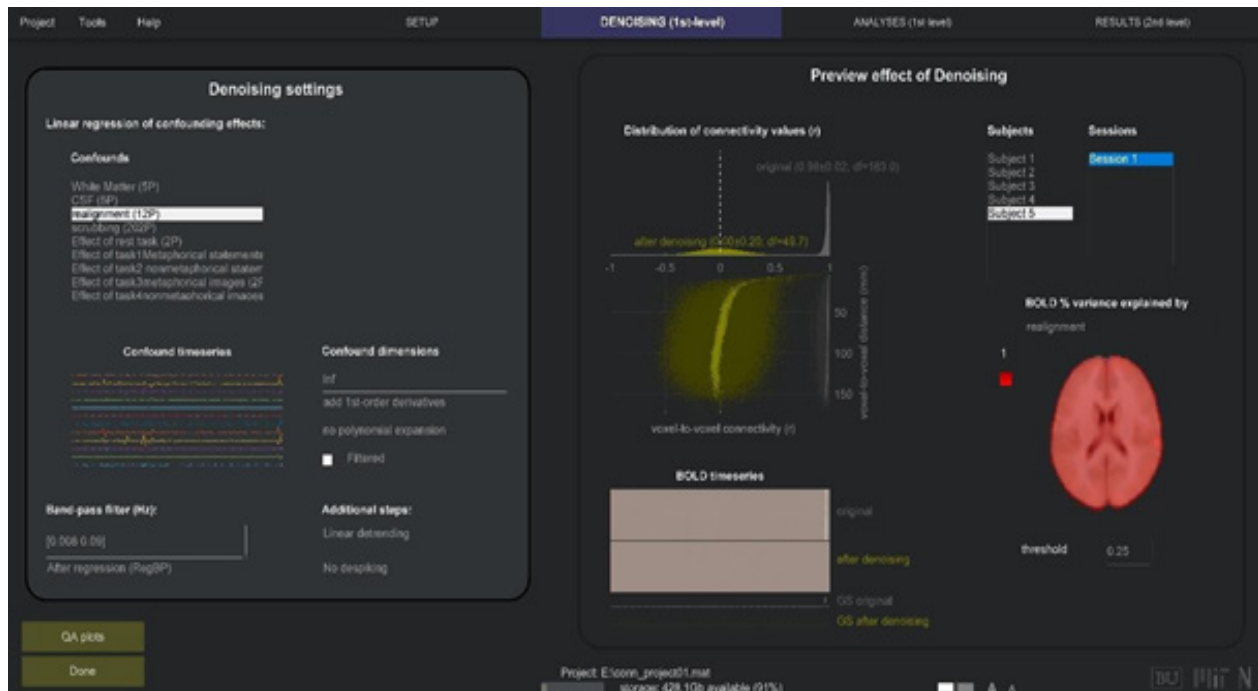 Project Tools Help SETUP DENOISING (1st-level) ANALYSES (1st level) RESULTS (2nd level)
Denoising settings
Linear regression of confounding effects:
Confounds
White Matter (5P)
CSF (5P)
realignment (12P)
scrubbing (202P)
Effect of rest task (2P)
Effect of task1Metaphorical statements
Effect of task2 nonmetaphorical statem
Effect of task3metaphorical images (2P
Effect of task4nonmetaohorical images
Confound timeseries
Confound dimensions
Inf
add 1st-order derivatives
no polynomial expansion
Filtered
Band-pass filter (Hz):
[0.008 0.09]
After regression (RegBP)
Additional steps:
Linear detrending
No despiking
QA plots
Done
Preview effect of Denoising
Distribution of connectivity values (r)
original (0.98±0.02; df=183.0)
after denoising (0.00±0.20; df=49.7)
-1 -0.5 0 0.5 1
50
100
150
voxel-to-voxel distance (mm)
voxel-to-voxel connectivity (r)
BOLD timeseries
original
after denoising
GS original
GS after denoising
Subjects
Subject 1
Subject 2
Subject 3
Subject 4
Subject 5
Sessions
Session 1
BOLD % variance explained by
realignment
1
threshold 0.25
Project: E:\conn_project01.mat
storage: 428.1Gb available (91%)
BU MIT N